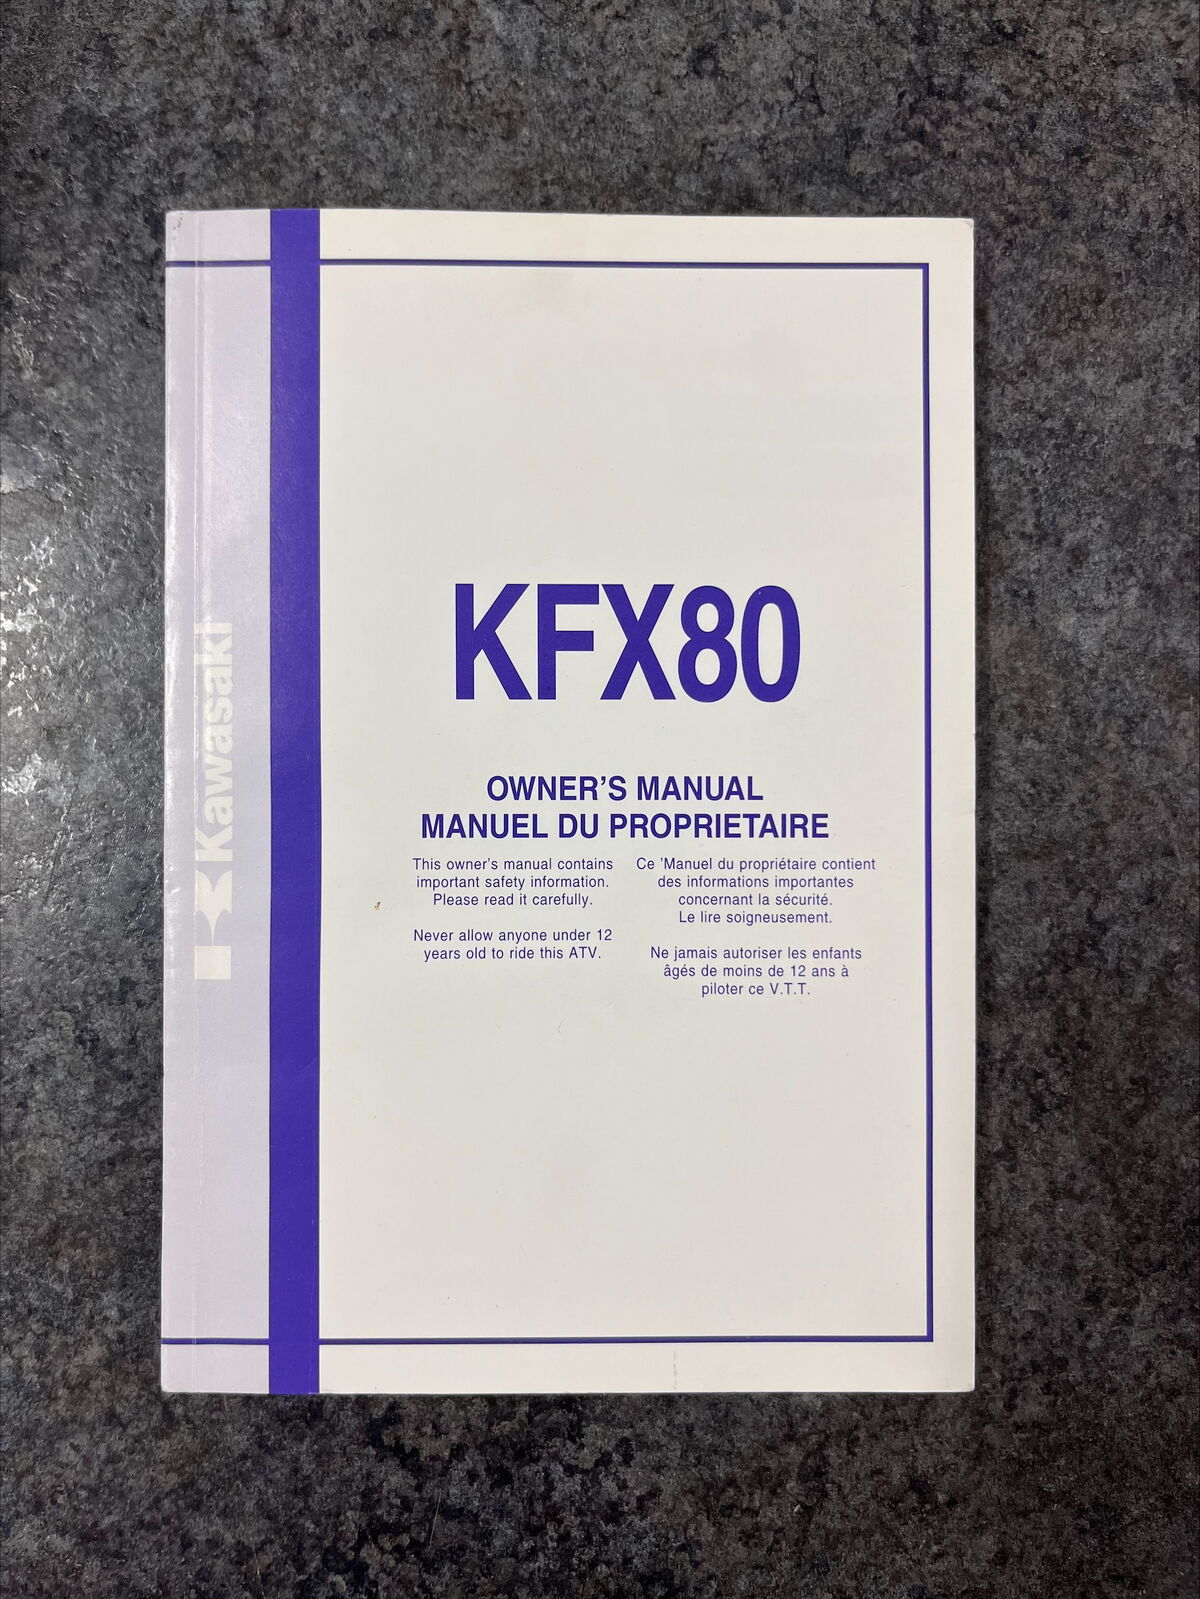 Kawasaki
KFX80
OWNER'S MANUAL
MANUEL DU PROPRIETAIRE
This owner's manual contains
important safety information.
Please read it carefully.
Never allow anyone under 12
years old to ride this ATV.
Ce 'Manuel du propriétaire contient
des informations importantes
concernant la sécurité.
Le lire soigneusement.
Ne jamais autoriser les enfants
âgés de moins de 12 ans à
piloter ce V.T.T.